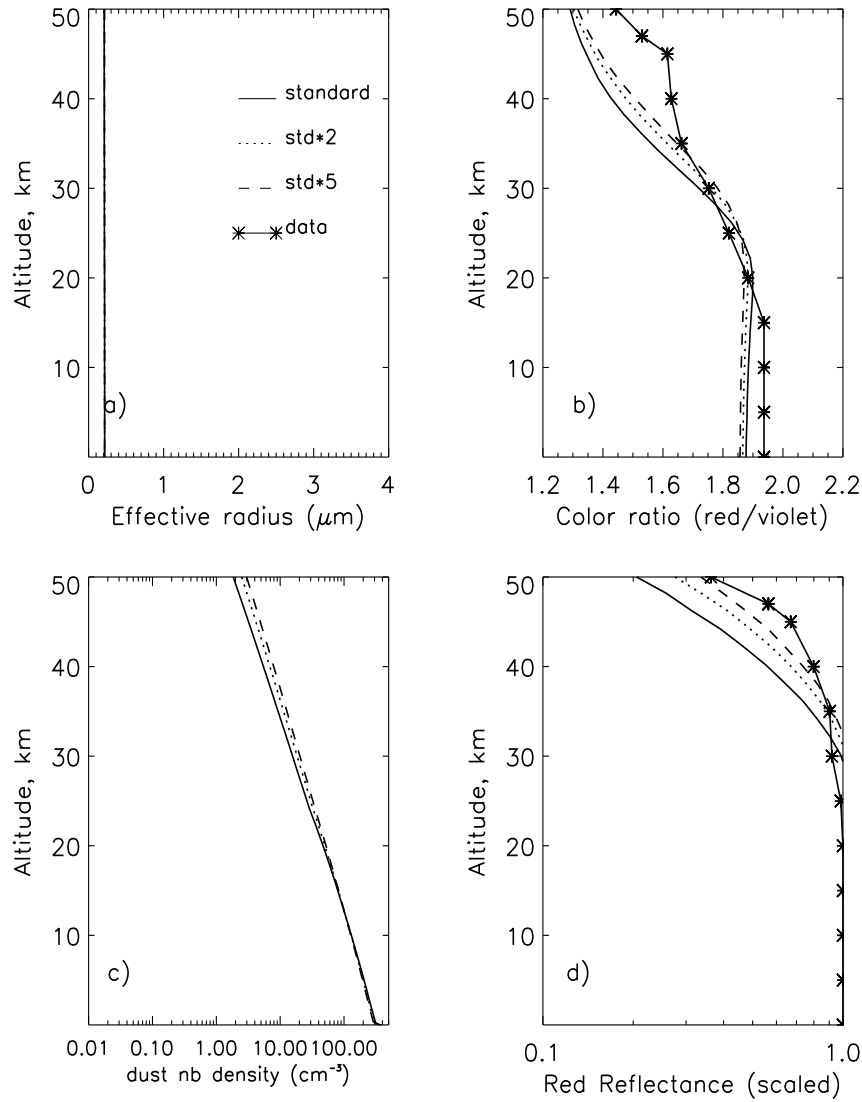 50
40
30
20
10
Altitude, km
standard
std*2
std*5
data
a)
0 1 2 3 4
Effective radius (μm)
50
40
30
20
10
Altitude, km
b)
1.2 1.4 1.6 1.8 2.0 2.2
Color ratio (red/violet)
50
40
30
20
10
Altitude, km
c)
0.01 0.10 1.00 10.00 100.00
dust nb density (cm⁻³)
50
40
30
20
10
Altitude, km
d)
0.1 1.0
Red Reflectance (scaled)